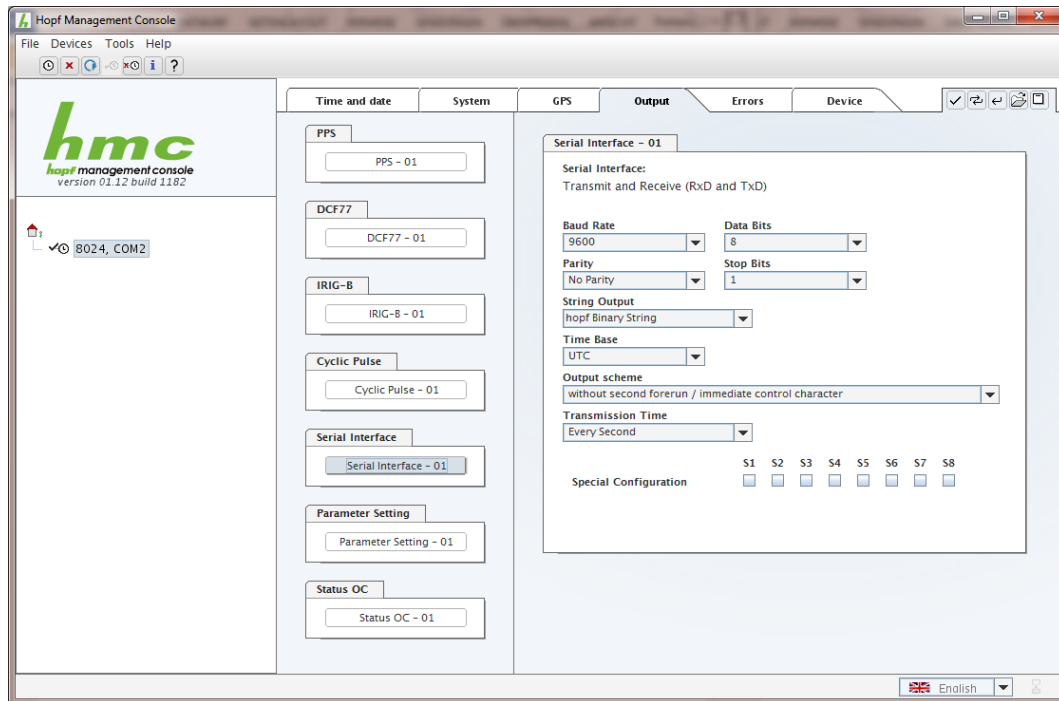 Hopf Management Console
File Devices Tools Help
hmc
hopf management console
version 01.12 build 1182
8024, COM2
Time and date System GPS Output Errors Device
PPS
PPS - 01
DCF77
DCF77 - 01
IRIG-B
IRIG-B - 01
Cyclic Pulse
Cyclic Pulse - 01
Serial Interface
Serial Interface - 01
Parameter Setting
Parameter Setting - 01
Status OC
Status OC - 01
Serial Interface - 01
Serial Interface:
Transmit and Receive (RxD and TxD)
Baud Rate Data Bits
9600 8
Parity Stop Bits
No Parity 1
String Output
hopf Binary String
Time Base
UTC
Output scheme
without second forerun / immediate control character
Transmission Time
Every Second
S1 S2 S3 S4 S5 S6 S7 S8
Special Configuration
English